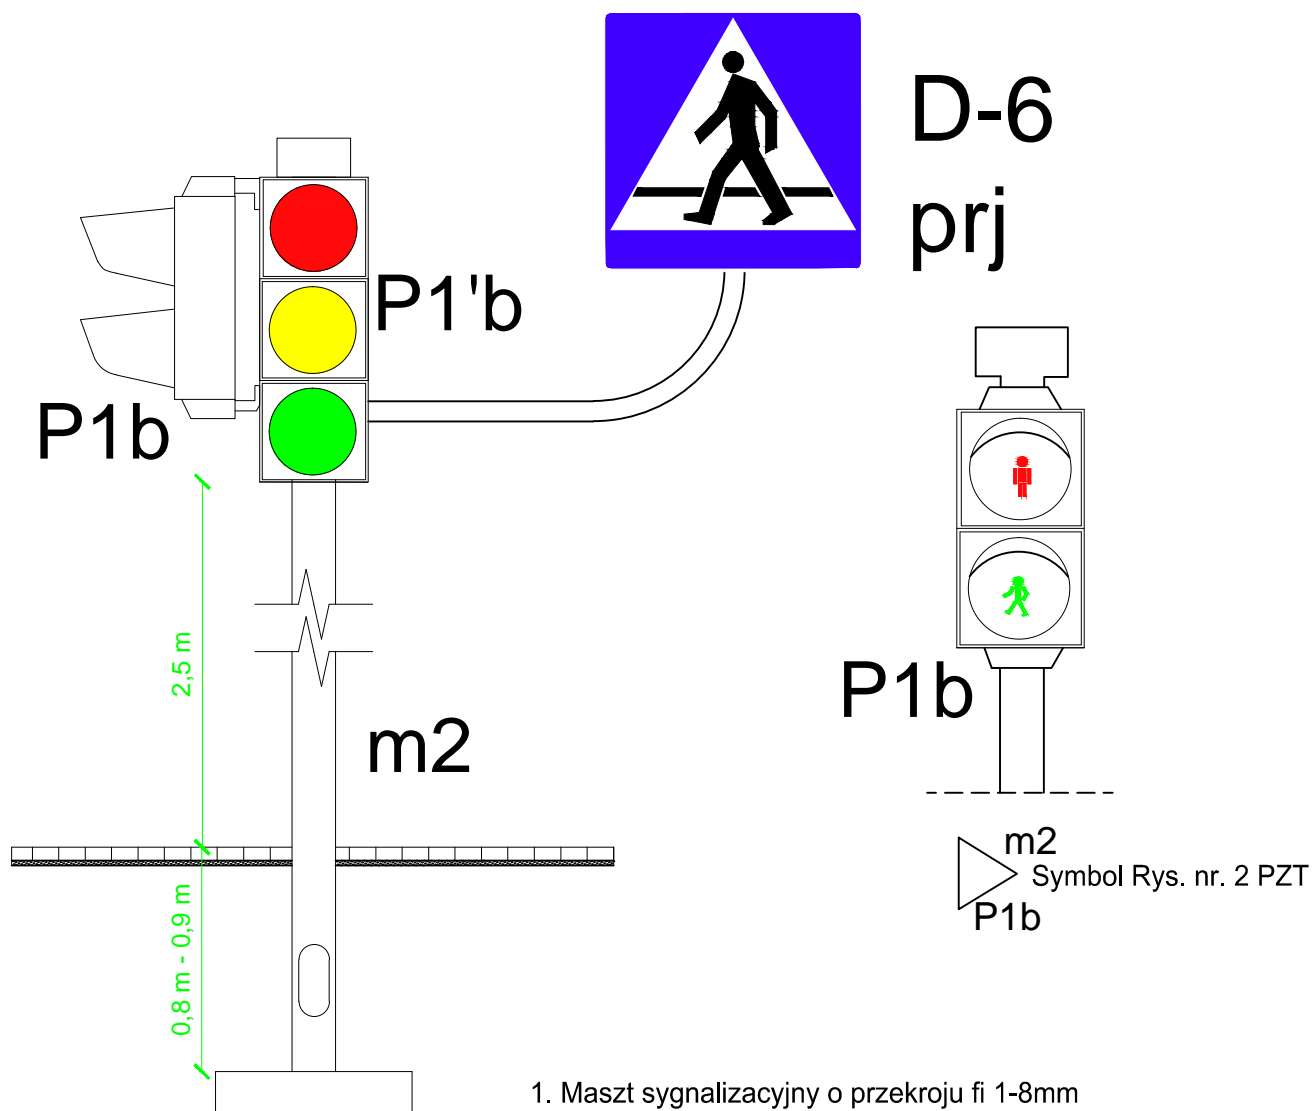 D-6
prj
P1'b
P1b
2,5 m
m2
0,8 m - 0,9 m
P1b
m2
Symbol Rys. nr. 2 PZT
P1b
1. Maszt sygnalizacyjny o przekroju fi 1-8mm